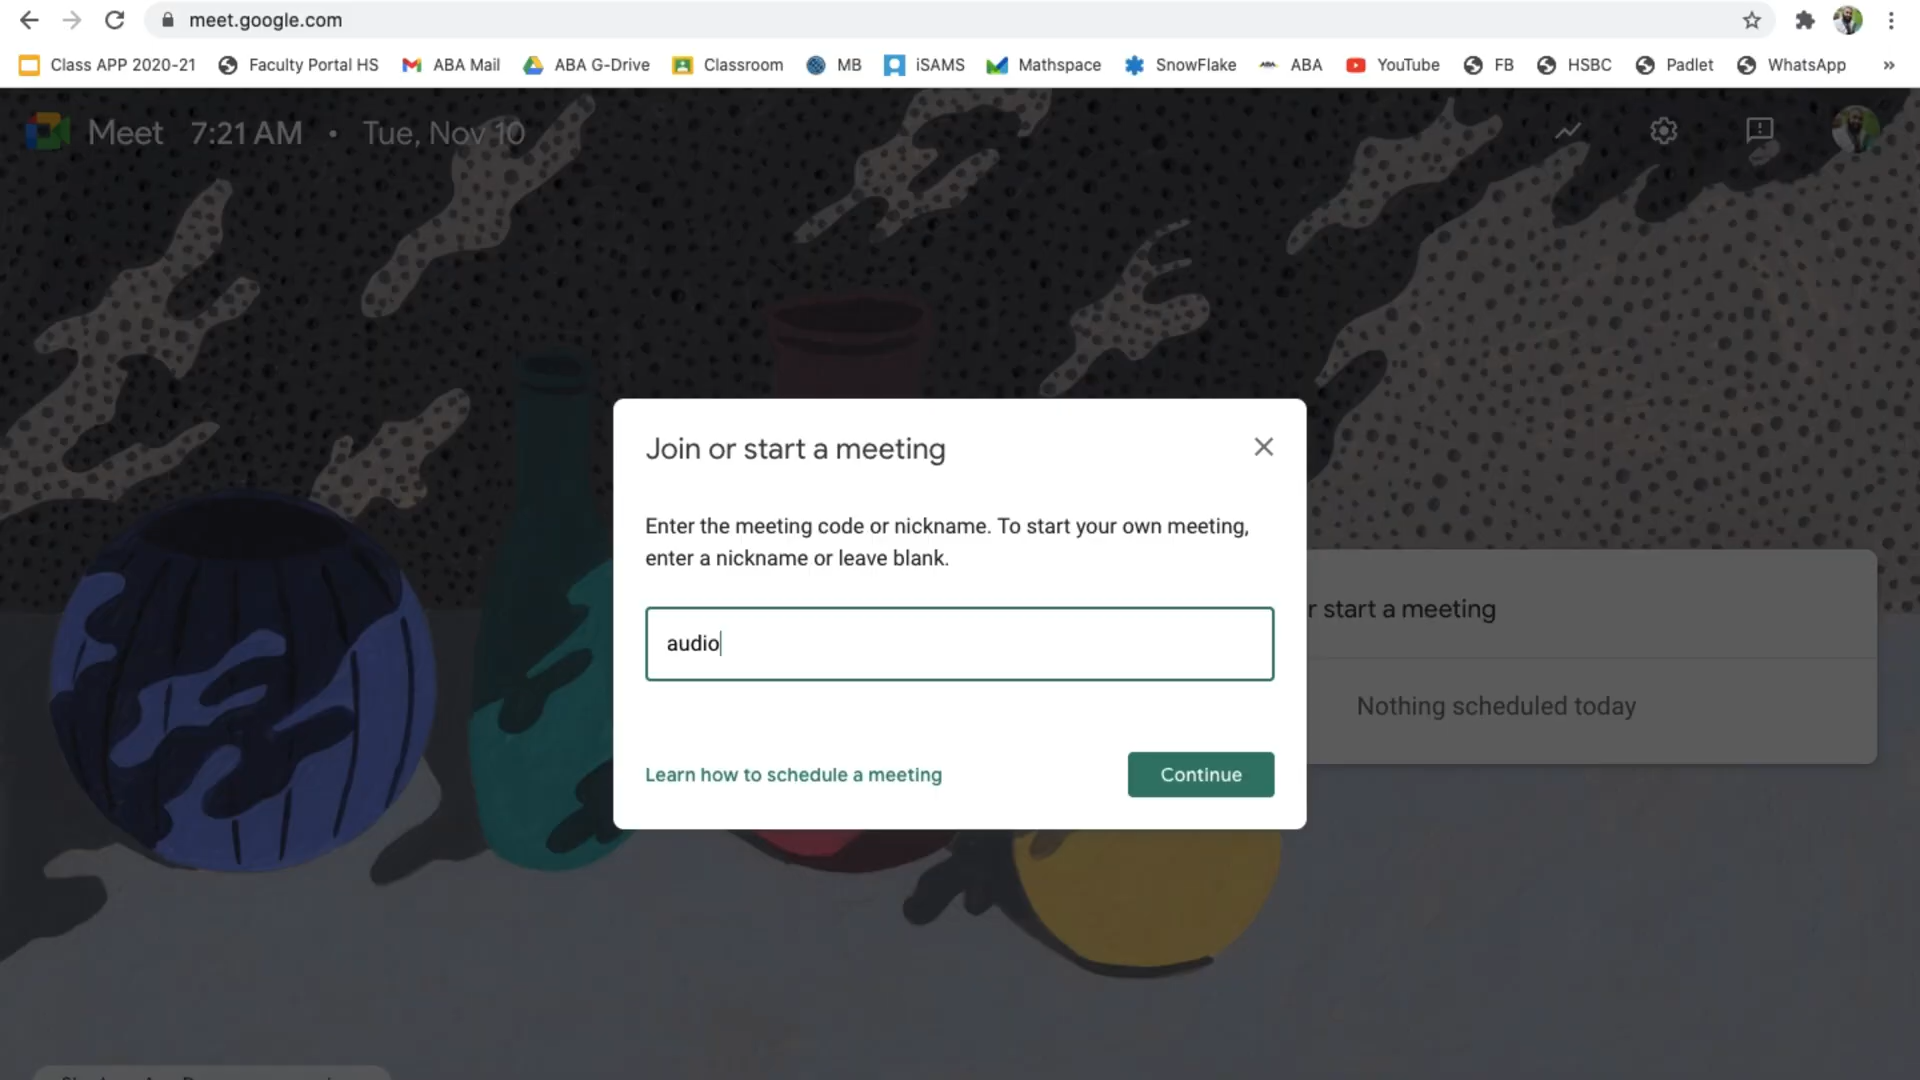 meet.google.com
Class APP 2020-21 Faculty Portal HS ABA Mail ABA G-Drive Classroom MB iSAMS Mathspace SnowFlake ABA ABA YouTube FB HSBC Padlet WhatsApp »
Meet 7:21 AM • Tue, Nov 10
Join or start a meeting
Enter the meeting code or nickname. To start your own meeting,
enter a nickname or leave blank.
r start a meeting
audio
Nothing scheduled today
Learn how to schedule a meeting
Continue